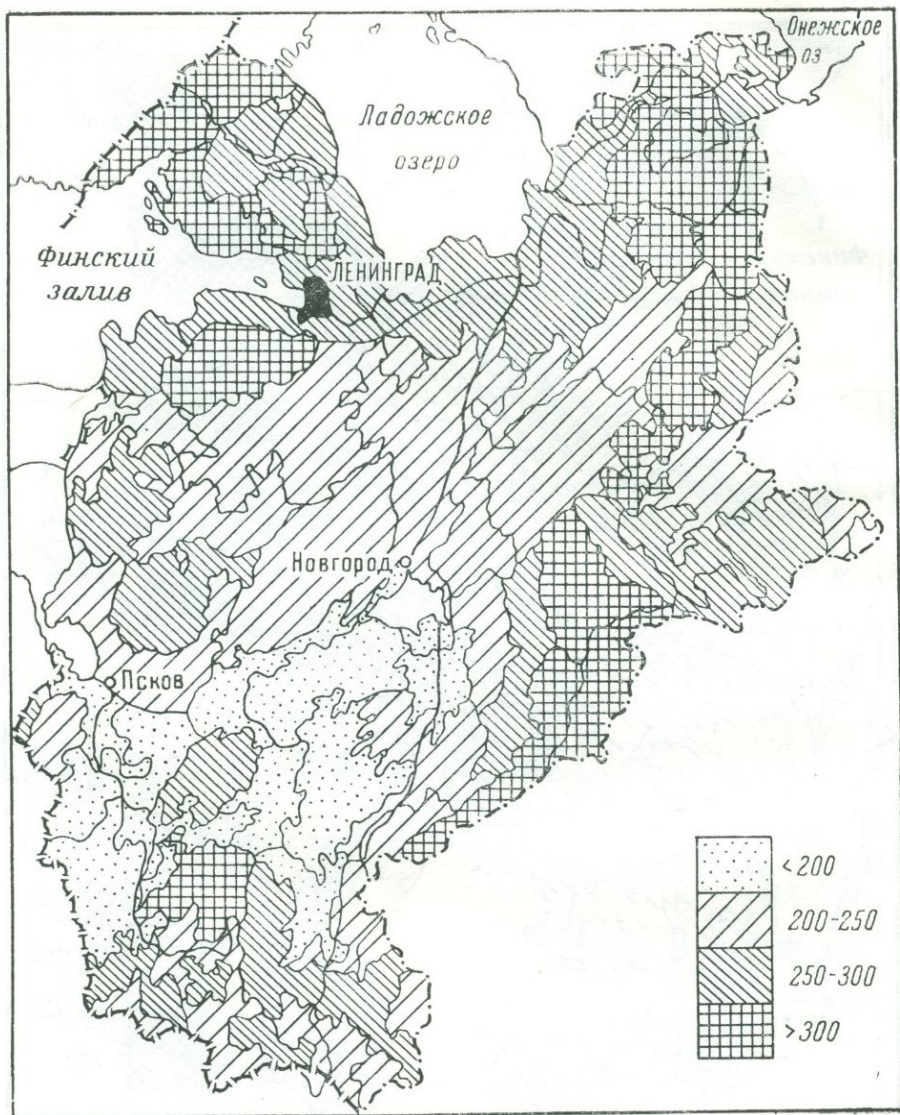 Онежское
оз
Ладожское
озеро
Финский
залив
ЛЕНИНГРАД
Новгород
Псков
<200
200-250
250-300
>300